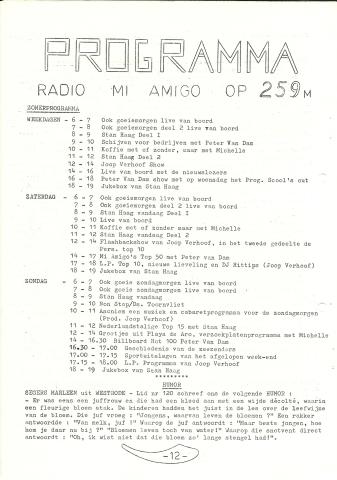 PROGRAMMA
RADIO MI AMIGO OP 259M
ZOMERPROGRAMMA
WEEKDAGEN - 6 - 7 Ook goeiemorgen live van boord
7 - 8 Ook goeiemorgen deel 2 live van boord
8 - 9 Stan Haag Deel I
9 - 10 Schijven voor bedrijven met Peter Van Dam
10 - 11 Koffie met of zonder, maar met Michelle
11 - 12 Stan Haag Deel 2
12 - 14 Joop Verhoof Show
14 - 16 Live van boord met de nieuwslozers
16 - 18 Peter Van Dam show met op woensdag het Prog. Scool's out
18 - 19 Jukebox van Stan Haag
ZATERDAG - 6 - 7 Ook goeiemorgen live van boord
7 - 8 Ook goeiemorgen deel 2 live van boord
8 - 9 Stan Haag vandaag Deel I
9 - 10 Live van boord
10 - 11 Koffie met of zonder maar met Michelle
11 - 12 Stan Haag vandaag Deel 2
12 - 14 Flashbackshow van Joop Verhoof, in het tweede gedeelte de
Pers. top 10
14 - 17 Mi Amigo's Top 50 met Peter van Dam
17 - 18 L.P. Top 10, nieuwe lieveling en DJ Hittips (Joop Verhoof)
18 - 19 Jukebox van Stan Haag
ZONDAG - 6 - 7 Ook goeie zondagmorgen live van boord
7 - 8 Ook goeie zondagmorgen live van boord
8 - 9 Stan Haag vandaag
9 - 10 Non Stop/On. Toornvliet
10 - 11 Anoniem een muziek en cabaretprogramma voor de zondagmorgen
(Prod. Joop Verhoof)
11 - 12 Nederlandstalige Top 15 met Stan Haag
12 - 14 Groetjes uit Playa de Aro, verzoekplatenprogramma met Michelle
14 - 16.30 Billboard Hot 100 Peter Van Dam
16.30 - 17.00 Geschiedenis van de zeezenders
17.00 - 17.15 Sportuitslagen van het afgelopen week-end
17.15 - 18.00 L.P. Programma van Joop Verhoof
18 - 19 Jukebox van Stan Haag
*********
HUMOR
SEGERS MARLEEN uit WESTRODE - Lid nr 120 schreef ons de volgende HUMOR :
- Er was eens een juffrouw en die had een kleed aan met een wijde décolté, waarin
een fleurige bloem stak. De kinderen hadden het juist in de les over de leefwijze
van de bloem. Die juf vroeg : "Jongens, waarvan leven de bloemen ?" Een rakker
antwoordde : "Van melk, juf !" Waarop de juf antwoordt : "Maar beste jongen, hoe
kom je daar nu bij ?" "Bloemen leven toch van water!" Waarop die snotvent direct
antwoordt : "Oh, ik wist niet dat die bloem zo' lange stengel had!".
-12-